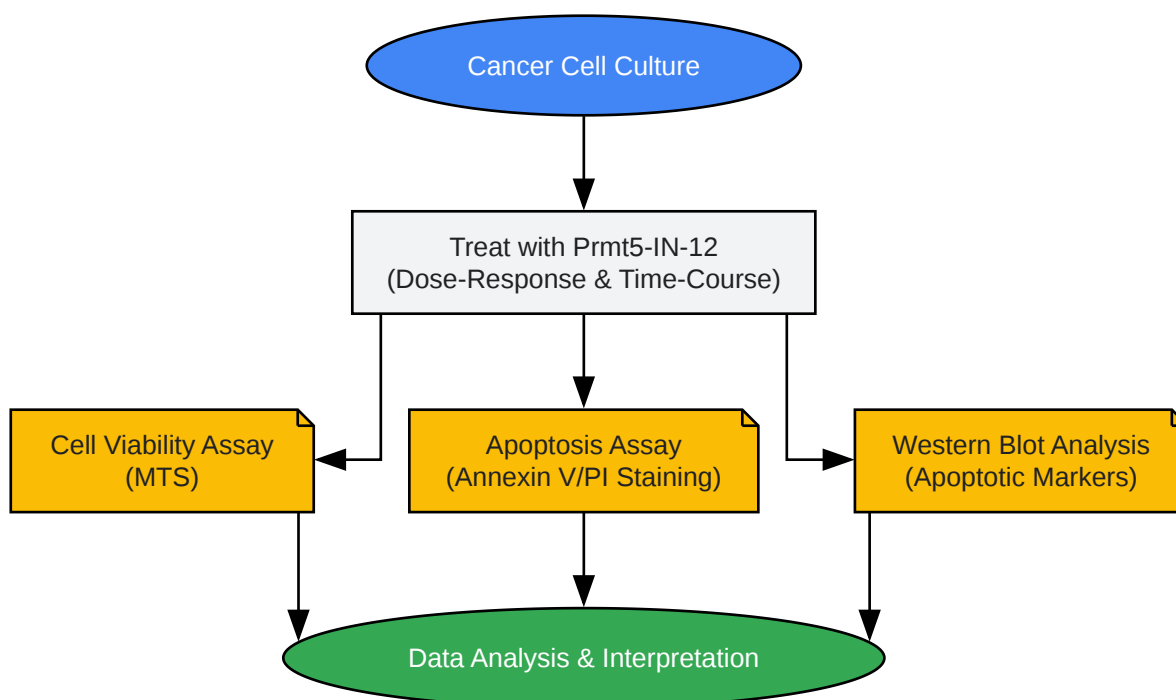 Cancer Cell Culture
Treat with Prmt5-IN-12
(Dose-Response & Time-Course)
Cell Viability Assay
(MTS)
Apoptosis Assay
(Annexin V/PI Staining)
Western Blot Analysis
(Apoptotic Markers)
Data Analysis & Interpretation